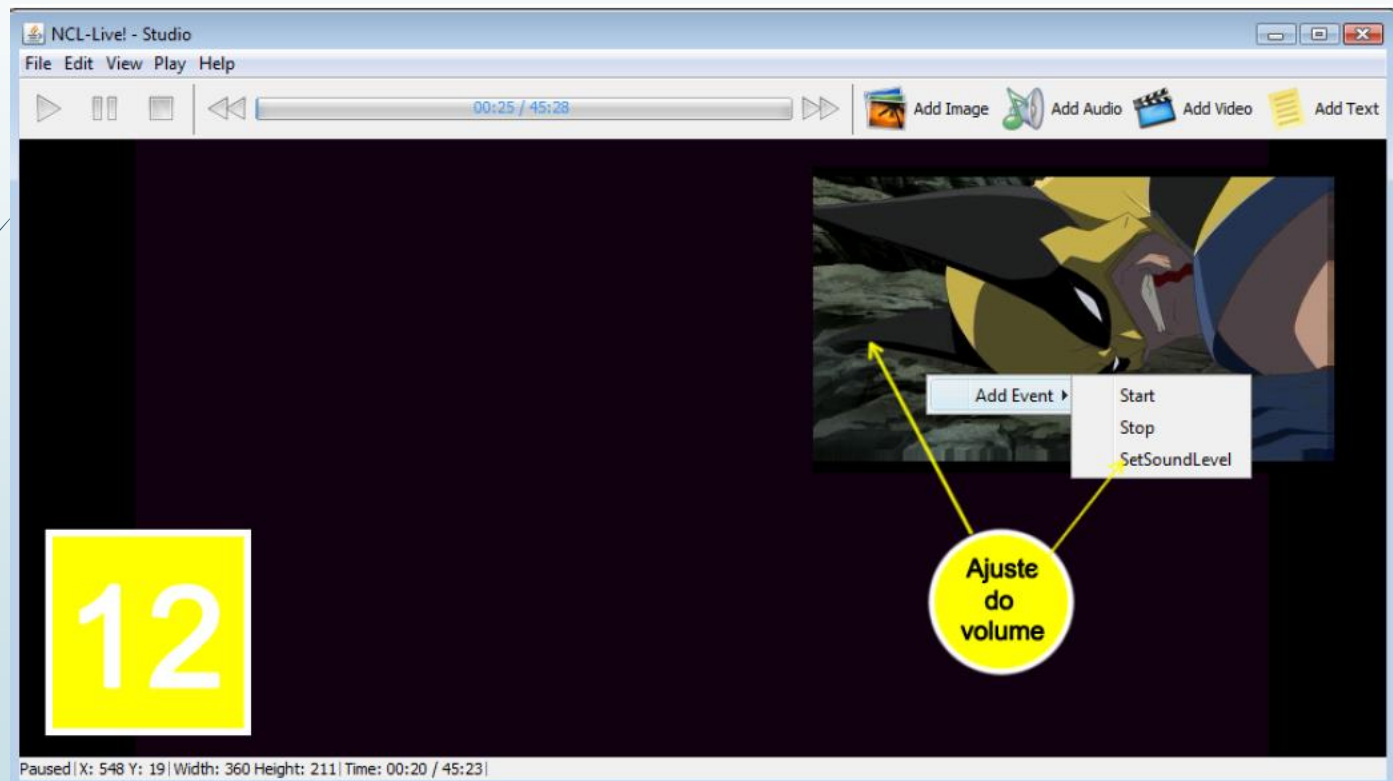 NCL-Live! - Studio
File Edit View Play Help
00:25 / 45:28
Add Image Add Audio Add Video Add Text
Add Event
Start
Stop
SetSoundLevel
Ajuste
do
volume
12
Paused| X: 548 Y: 19| Width: 360 Height: 211| Time: 00:20 / 45:23|